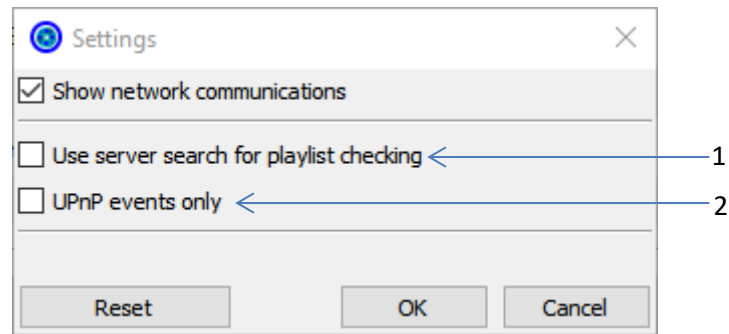 Settings
Show network communications
Use server search for playlist checking
1
UPnP events only
2
Reset
OK
Cancel